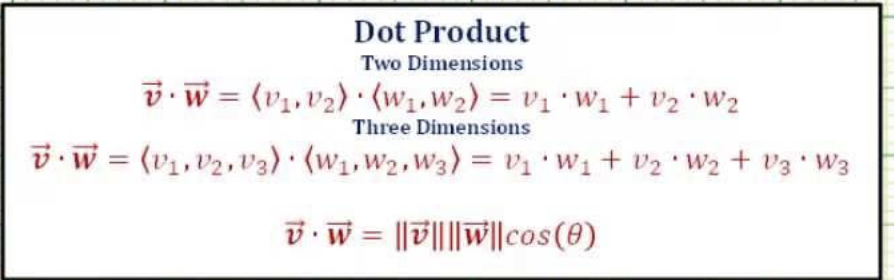 Dot Product
Two Dimensions
v⃗ · w⃗ = ⟨v₁, v₂⟩ · ⟨w₁, w₂⟩ = v₁ · w₁ + v₂ · w₂
Three Dimensions
v⃗ · w⃗ = ⟨v₁, v₂, v₃⟩ · ⟨w₁, w₂, w₃⟩ = v₁ · w₁ + v₂ · w₂ + v₃ · w₃
v⃗ · w⃗ = ‖v⃗‖‖w⃗‖cos(θ)